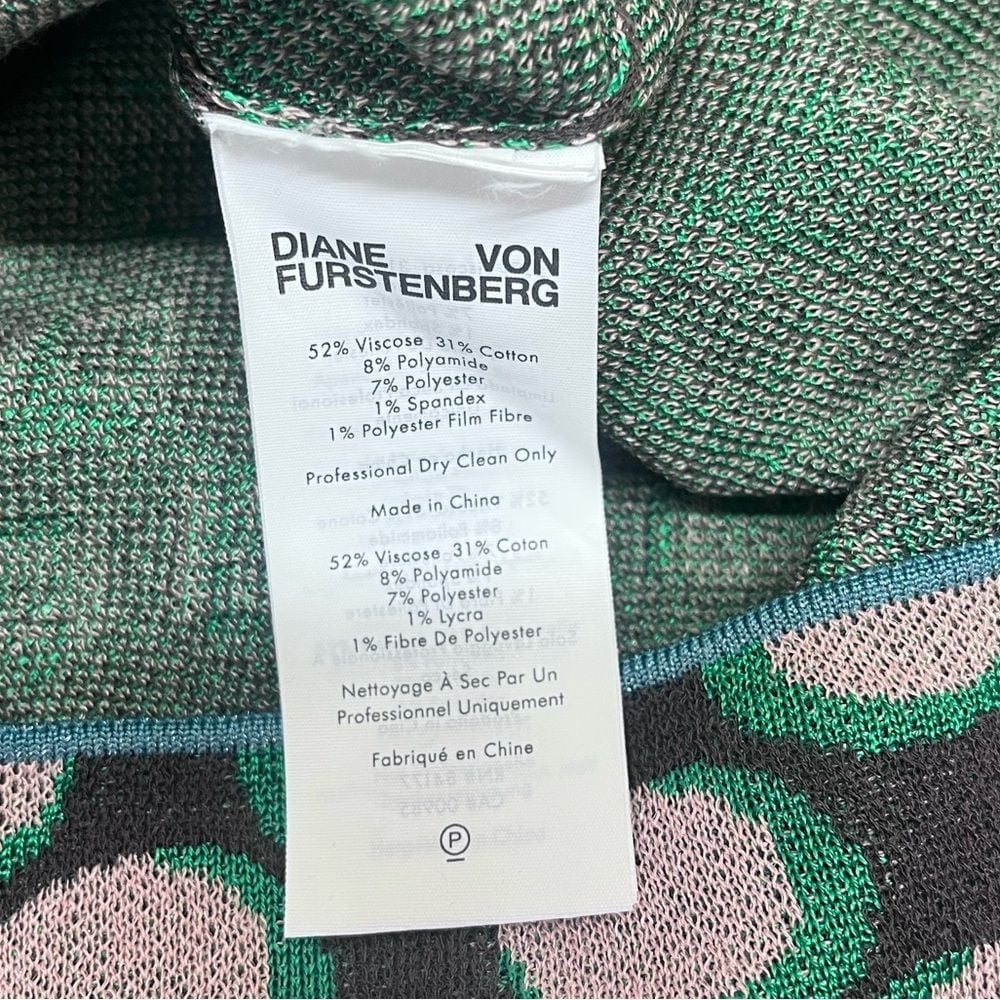 DIANE VON
FURSTENBERG
52% Viscose 31% Cotton
8% Polyamide
7% Polyester
1% Spandex
1% Polyester Film Fibre
Professional Dry Clean Only
Made in China
52% Viscose 31% Coton
8% Polyamide
7% Polyester
1% Lycra
1% Fibre De Polyester
Nettoyage À Sec Par Un
Professionnel Uniquement
Fabriqué en Chine
P